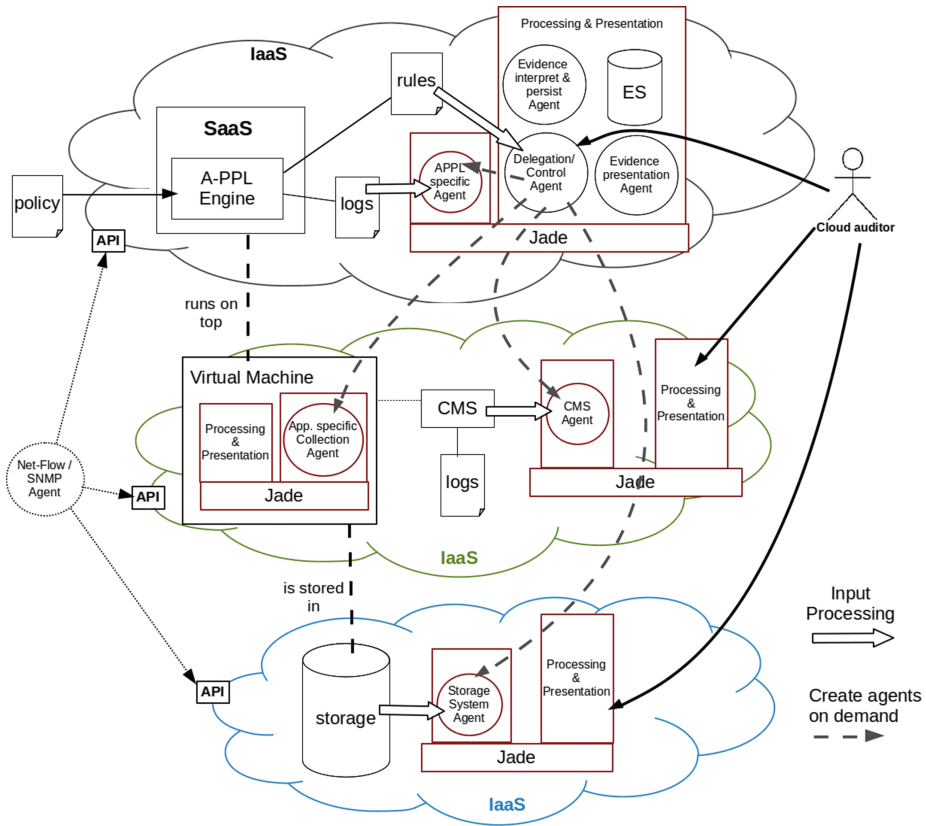 IaaS
Processing & Presentation
Evidence
interpret &
persist
Agent
ES
rules
SaaS
A-PPL
Engine
policy
logs
APPL
specific
Agent
Delegation/
Control
Agent
Evidence
presentation
Agent
Jade
Cloud auditor
API
runs on
top
Virtual Machine
Processing
&
Presentation
App. specific
Collection
Agent
Jade
CMS
logs
CMS
Agent
Processing
&
Presentation
Jade
Net-Flow /
SNMP
Agent
API
IaaS
is stored
in
Input
Processing
Create agents
on demand
API
storage
Storage
System
Agent
Processing
&
Presentation
Jade
IaaS